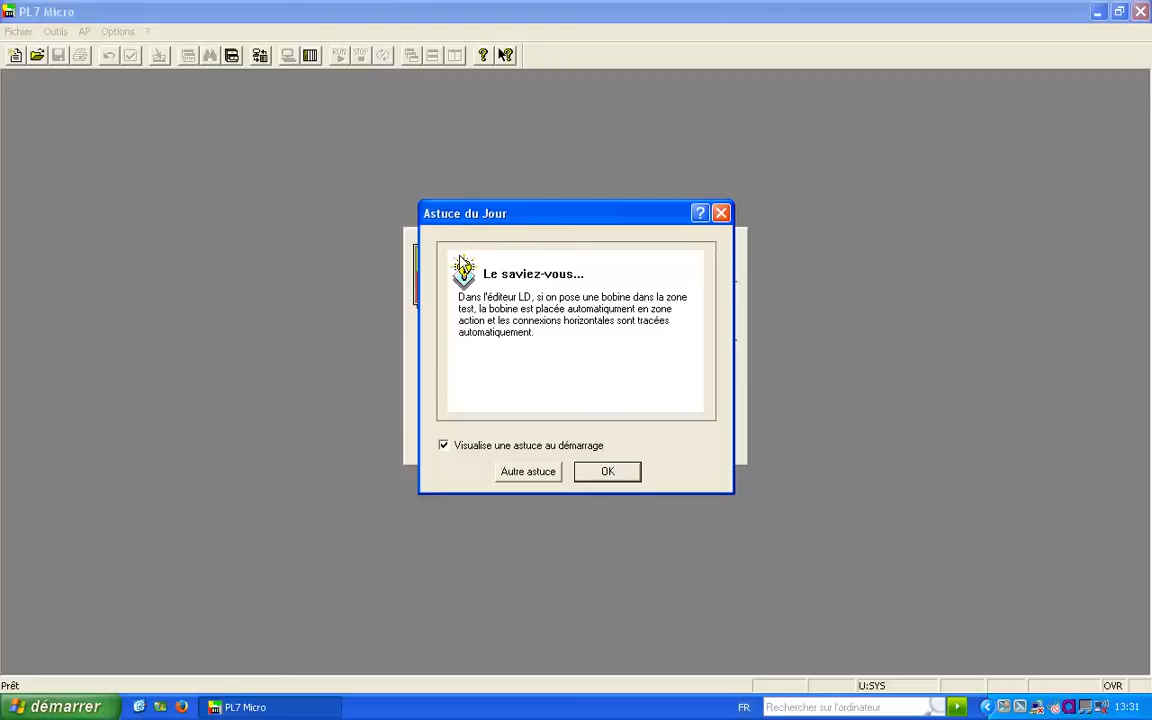 PL7 Micro
Fichier Outils AP Options ?
RUN STOP
Astuce du Jour
Le saviez-vous...
Dans l'éditeur LD, si on pose une bobine dans la zone
test, la bobine est placée automatiqument en zone
action et les connexions horizontales sont tracées
automatiquement.
Visualise une astuce au démarrage
Autre astuce OK
Prêt U:SYS OVR
démarrer PL7 Micro FR Rechercher sur l'ordinateur 13:31